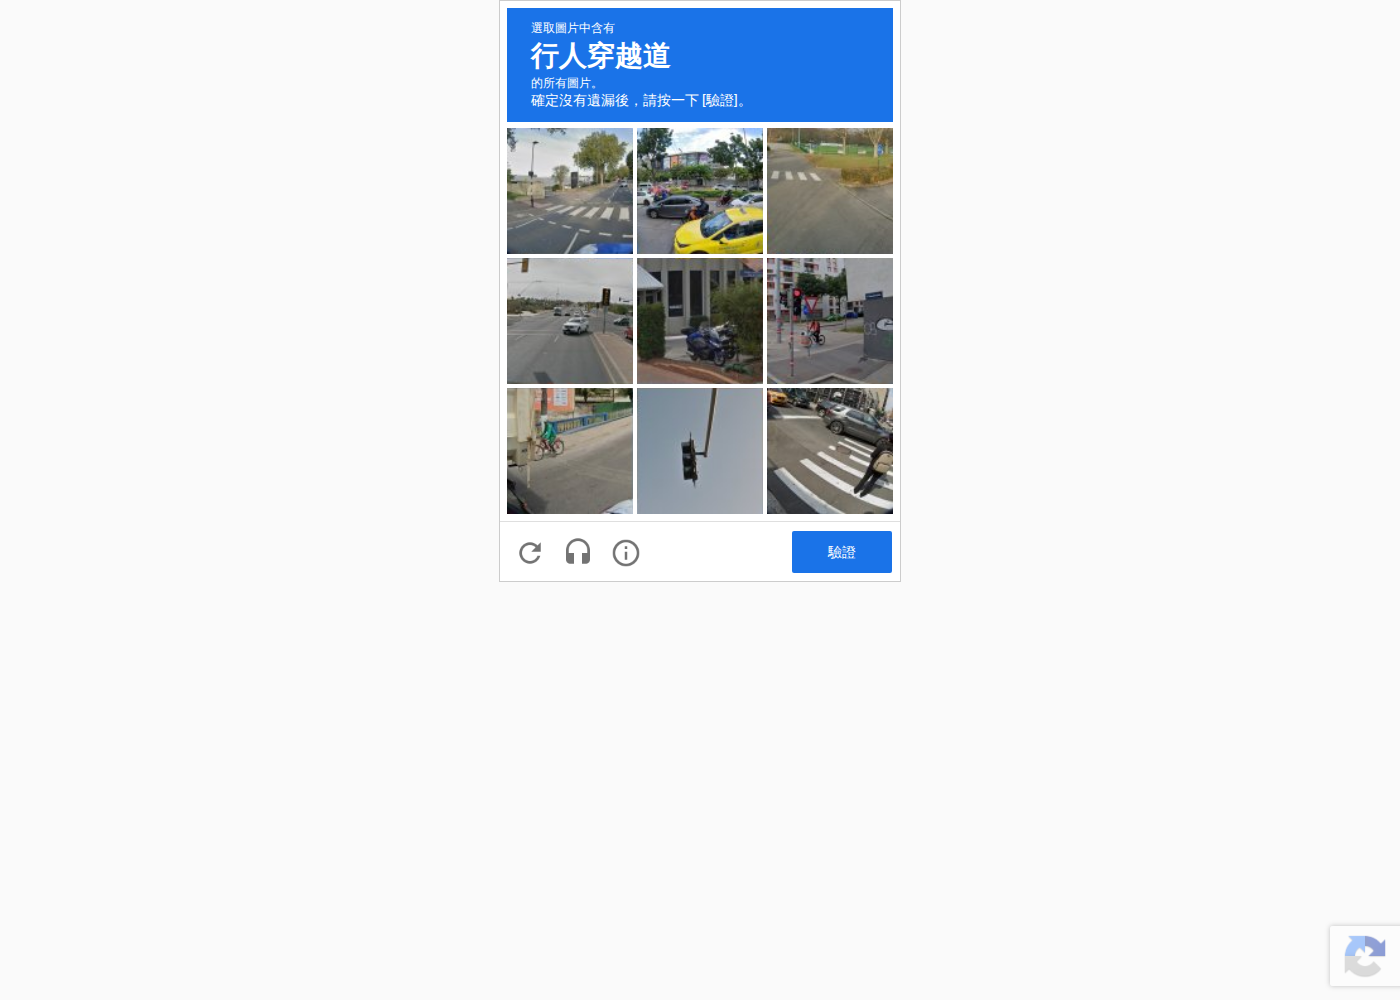 選取圖片中含有
行人穿越道
的所有圖片。
確定沒有遺漏後，請按一下 [驗證]。
驗證